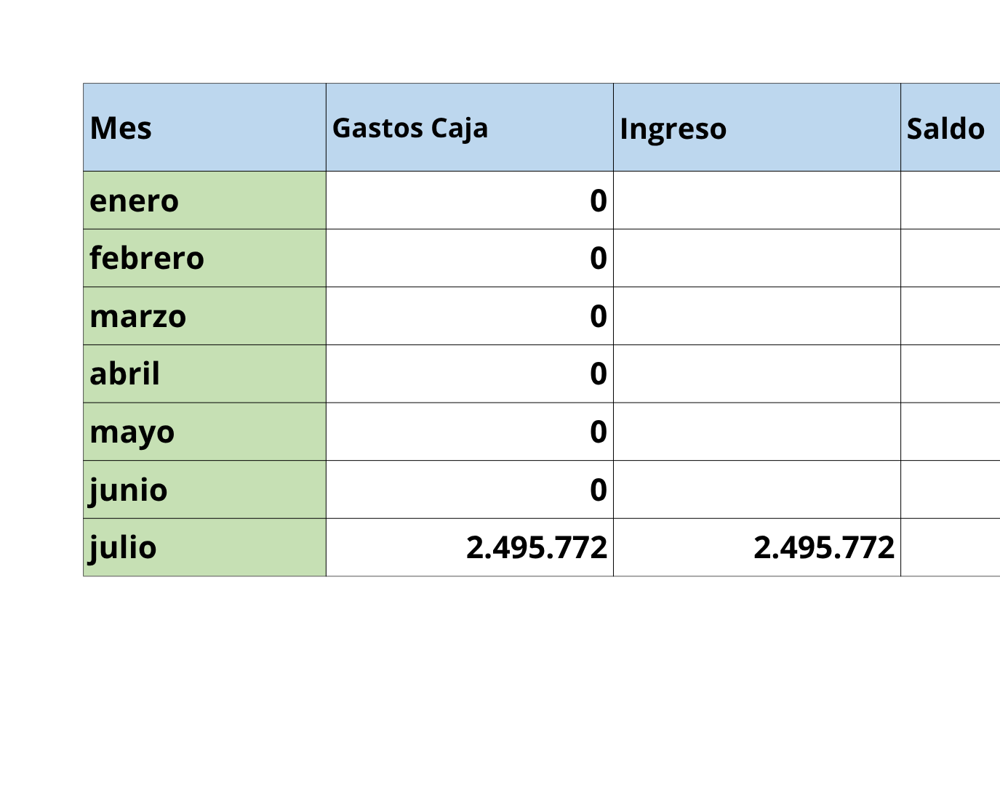 Mes Gastos Caja Ingreso Saldo
enero 0
febrero 0
marzo 0
abril 0
mayo 0
junio 0
julio 2.495.772 2.495.772